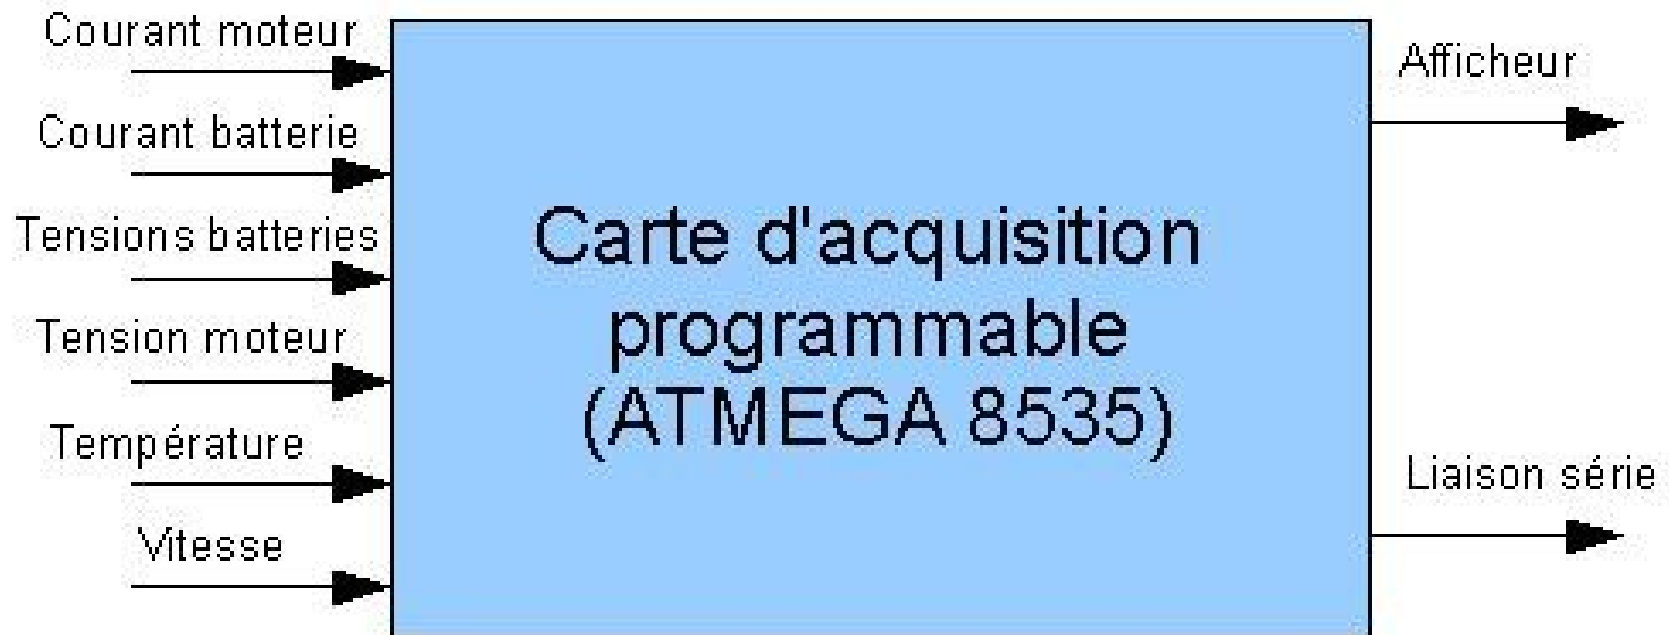 Courant moteur
Courant batterie
Tensions batteries
Tension moteur
Température
Vitesse
Carte d'acquisition
programmable
(ATMEGA 8535)
Afficheur
Liaison série